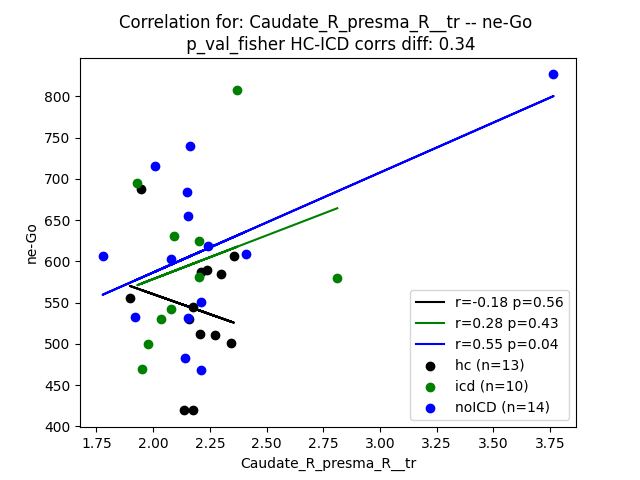 Correlation for: Caudate_R_presma_R__tr -- ne-Go
p_val_fisher HC-ICD corrs diff: 0.34
800
750
700
650
600
550
500
450
400
ne-Go
r=-0.18 p=0.56
r=0.28 p=0.43
r=0.55 p=0.04
hc (n=13)
icd (n=10)
noICD (n=14)
1.75 2.00 2.25 2.50 2.75 3.00 3.25 3.50 3.75
Caudate_R_presma_R__tr